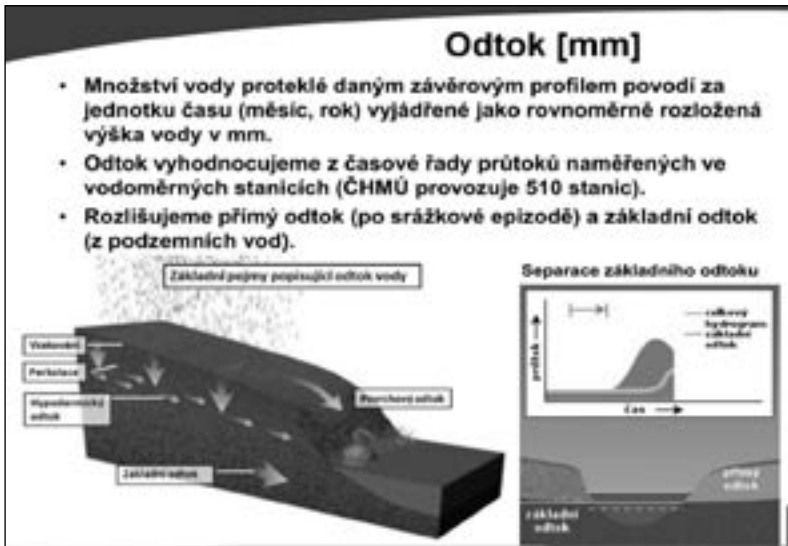 Odtok [mm]
• Množství vody proteklé daným závěrovým profilem povodí za
jednotku času (měsíc, rok) vyjádřené jako rovnoměrně rozložená
výška vody v mm.
• Odtok vyhodnocujeme z časové řady průtoků naměřených ve
vodoměrných stanicích (ČHMÚ provozuje 510 stanic).
• Rozlišujeme přímý odtok (po srážkové epizodě) a základní odtok
(z podzemních vod).
Základní pojmy popisující odtok vody
Vsakování
Perkolace
Hypodermický
odtok
Povrchový odtok
Základní odtok
Separace základního odtoku
celkový
hydrogram
základní
odtok
průtok
čas
přímý
odtok
základní
odtok